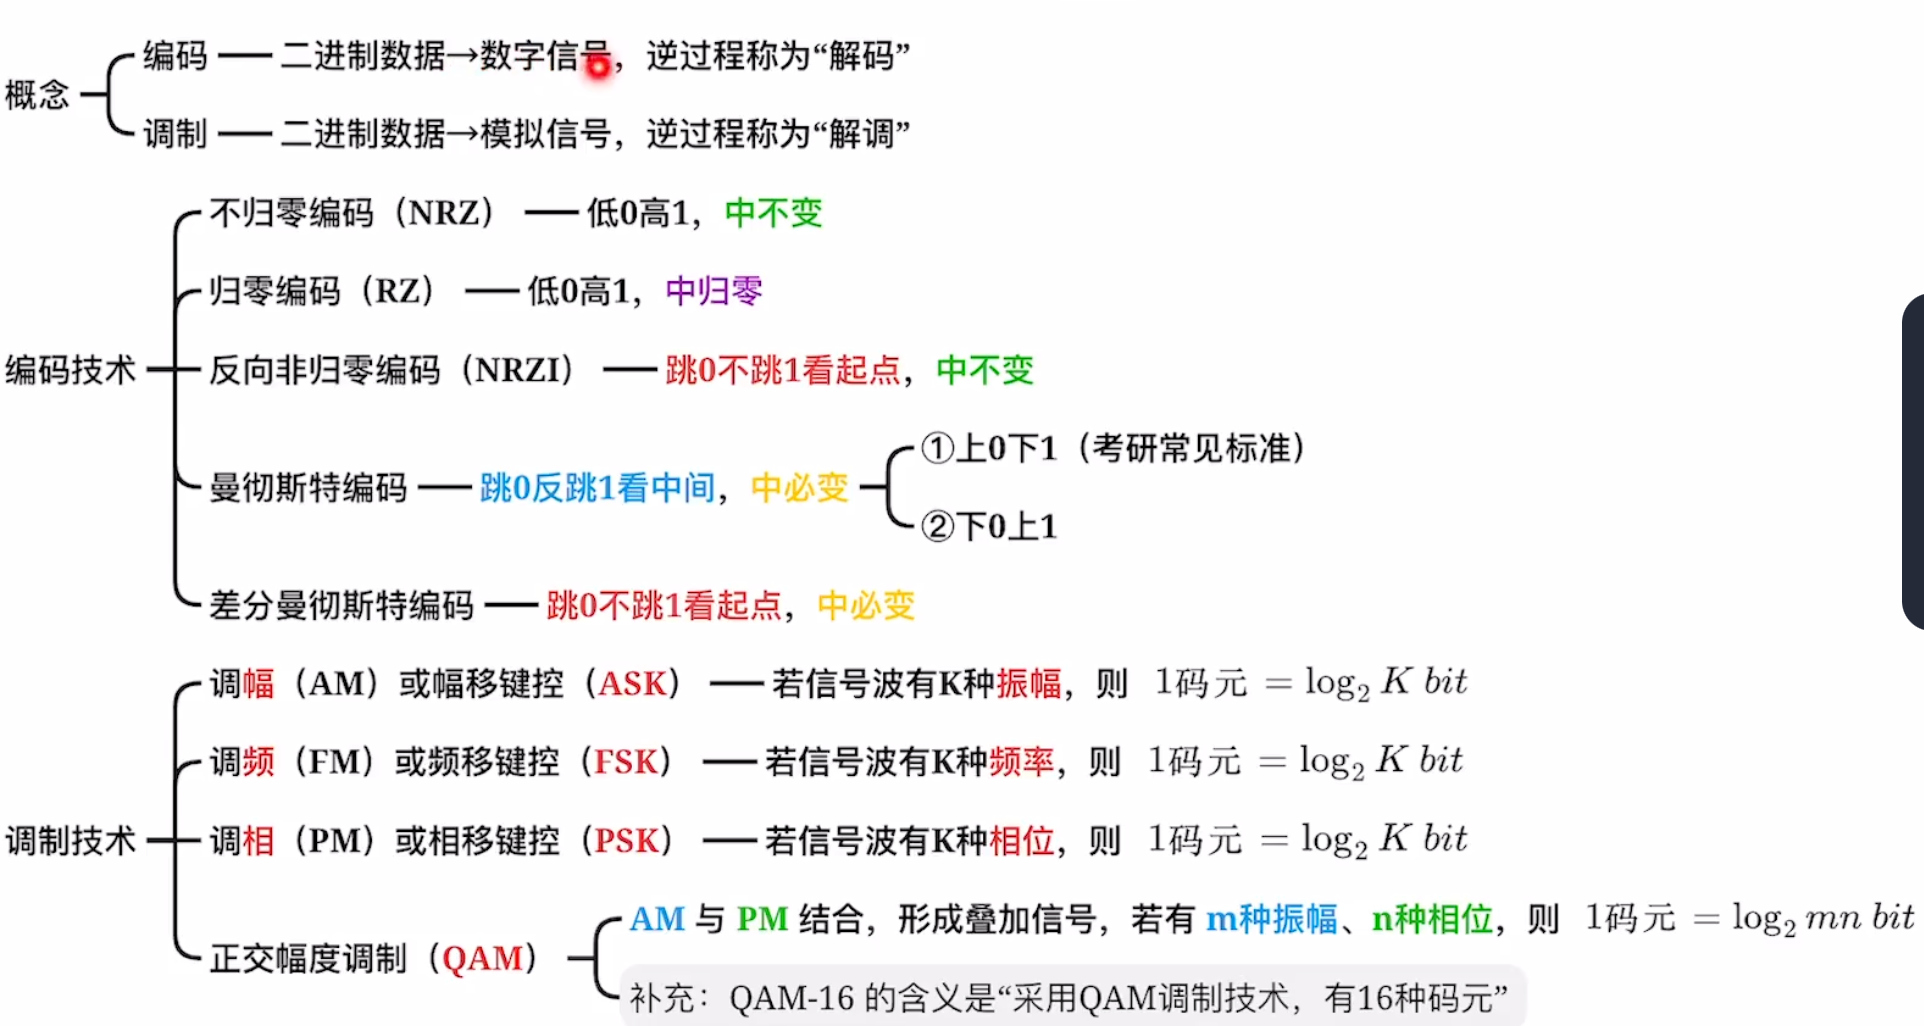 概念
编码 — 二进制数据→数字信号，逆过程称为“解码”
调制 — 二进制数据→模拟信号，逆过程称为“解调”
编码技术
不归零编码（NRZ） — 低0高1，中不变
归零编码（RZ） — 低0高1，中归零
反向非归零编码（NRZI） — 跳0不跳1看起点，中不变
曼彻斯特编码 — 跳0反跳1看中间，中必变
①上0下1（考研常见标准）
②下0上1
差分曼彻斯特编码 — 跳0不跳1看起点，中必变
调制技术
调幅（AM）或幅移键控（ASK） — 若信号波有K种振幅，则 1码元 = log₂ K bit
调频（FM）或频移键控（FSK） — 若信号波有K种频率，则 1码元 = log₂ K bit
调相（PM）或相移键控（PSK） — 若信号波有K种相位，则 1码元 = log₂ K bit
正交幅度调制（QAM）
AM 与 PM 结合，形成叠加信号，若有 m种振幅、n种相位，则 1码元 = log₂ mn bit
补充：QAM-16 的含义是“采用QAM调制技术，有16种码元”